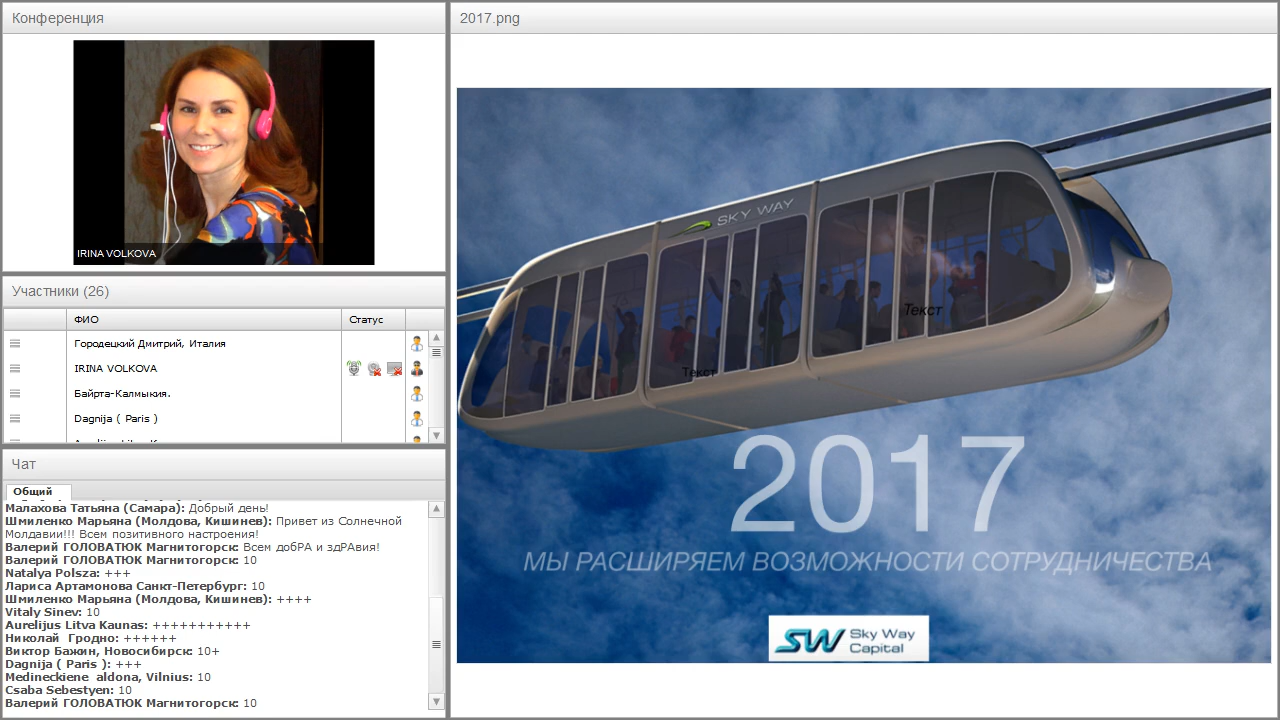 Конференция
IRINA VOLKOVA
Участники (26)
ФИО
Статус
Городецкий Дмитрий, Италия
IRINA VOLKOVA
Байрта-Калмыкия.
Dagnija ( Paris )
Чат
Общий
Малахова Татьяна (Самара): Добрый день!
Шмиленко Марьяна (Молдова, Кишинев): Привет из Солнечной
Молдавии!!! Всем позитивного настроения!
Валерий ГОЛОВАТЮК Магнитогорск: Всем добРА и здРАвия!
Валерий ГОЛОВАТЮК Магнитогорск: 10
Natalya Polsza: +++
Лариса Артамонова Санкт-Петербург: 10
Шмиленко Марьяна (Молдова, Кишинев): ++++
Vitaly Sinev: 10
Aurelijus Litva Kaunas: +++++++++++
Николай Гродно: ++++++
Виктор Бажин, Новосибирск: 10+
Dagnija ( Paris ): +++
Medineckiene aldona, Vilnius: 10
Csaba Sebestyen: 10
Валерий ГОЛОВАТЮК Магнитогорск: 10
2017.png
SKY WAY
Текст
Текст
2017
МЫ РАСШИРЯЕМ ВОЗМОЖНОСТИ СОТРУДНИЧЕСТВА
SW Sky Way
Capital